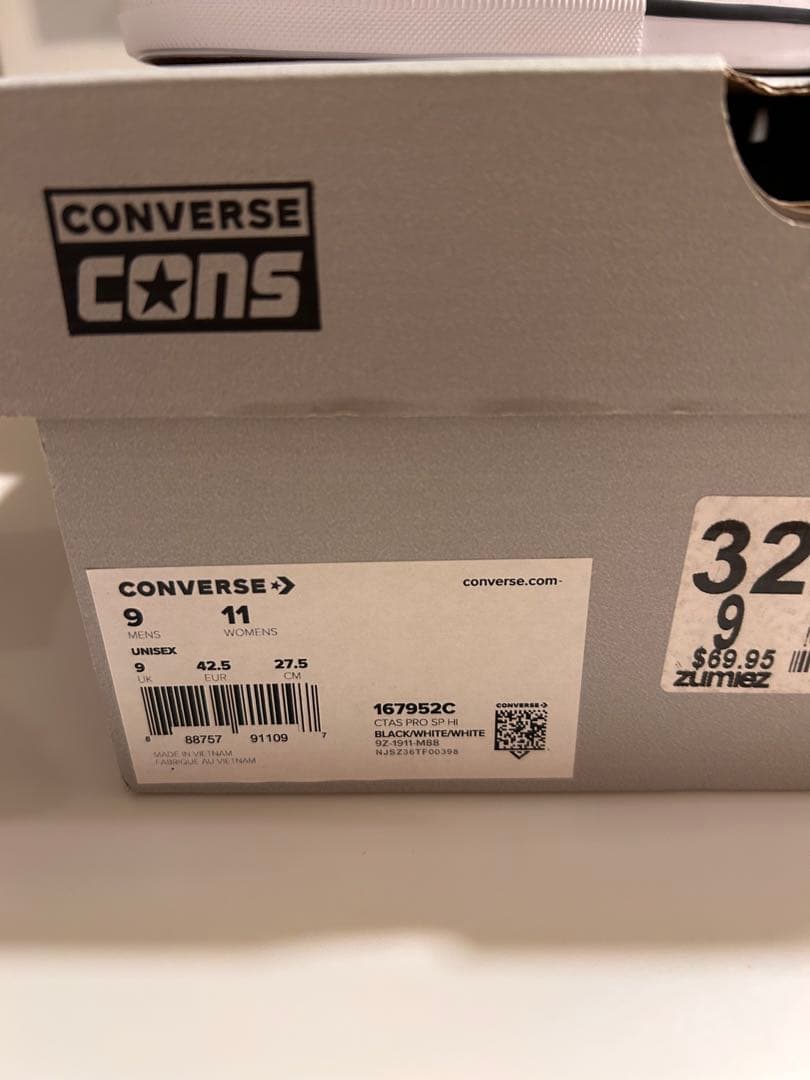 CONVERSE
CONS
CONVERSE
converse.com
9 11
MENS WOMENS
UNISEX
9 42.5 27.5
UK EUR CM
8 88757 91109 7
MADE IN VIETNAM
FABRIQUE AU VIETNAM
167952C
CTAS PRO SP HI
BLACK/WHITE/WHITE
9Z-1911-MBB
NJSZ36TF00398
CONVERSE
32
9
$69.95
zumiez